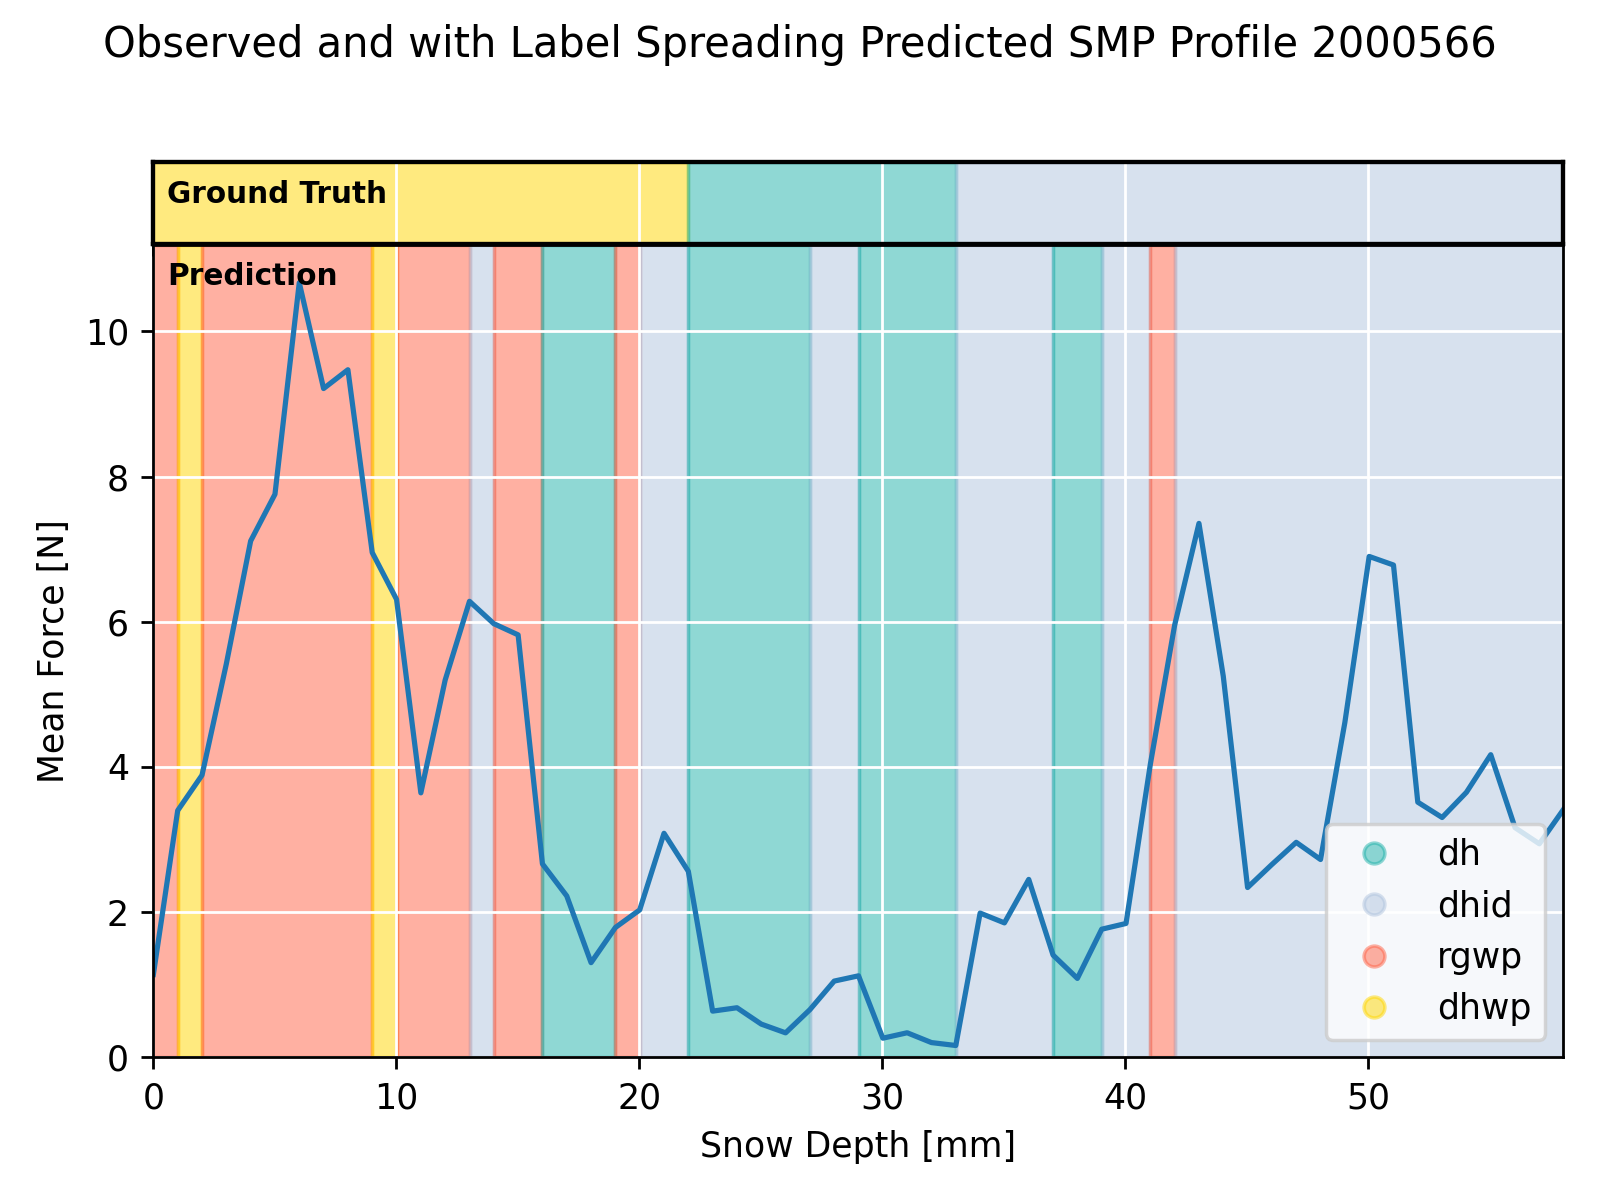 Observed and with Label Spreading Predicted SMP Profile 2000566
Ground Truth
Prediction
10
8
6
4
2
0
Mean Force [N]
dh
dhid
rgwp
dhwp
0 10 20 30 40 50
Snow Depth [mm]